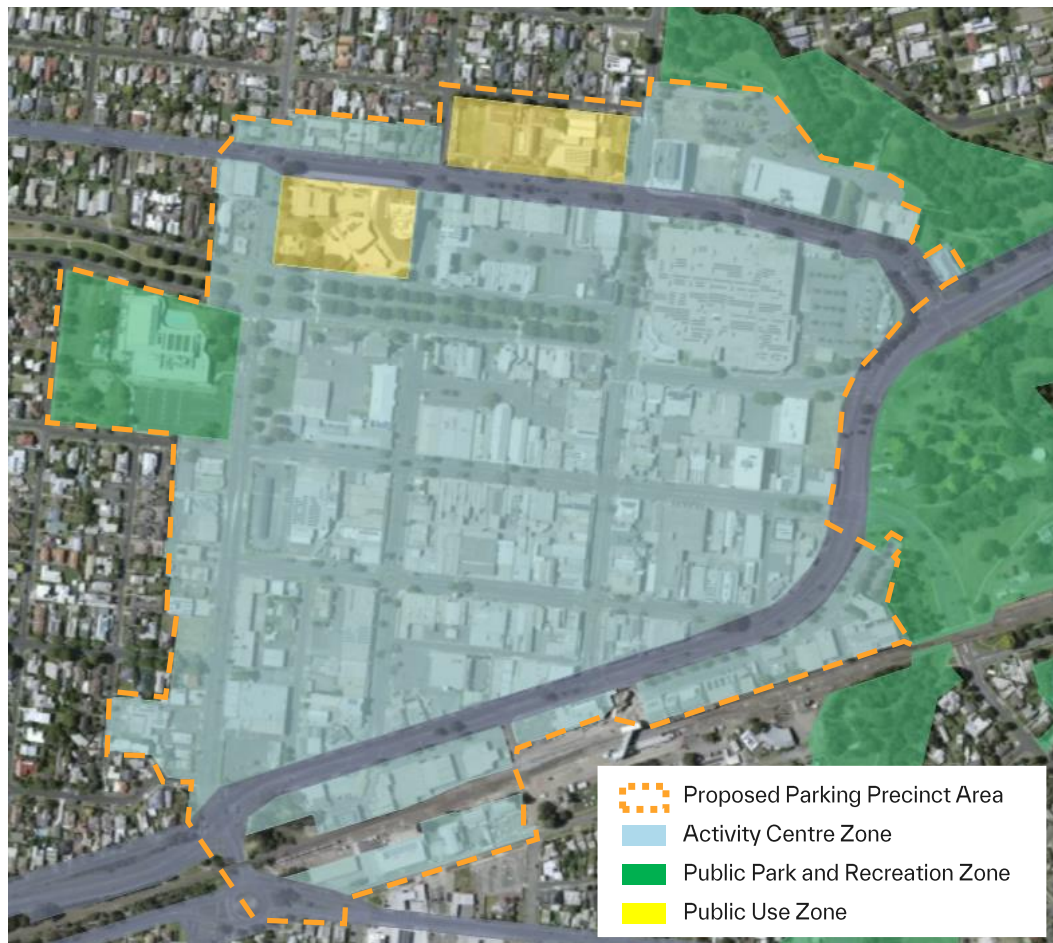 Proposed Parking Precinct Area
Activity Centre Zone
Public Park and Recreation Zone
Public Use Zone